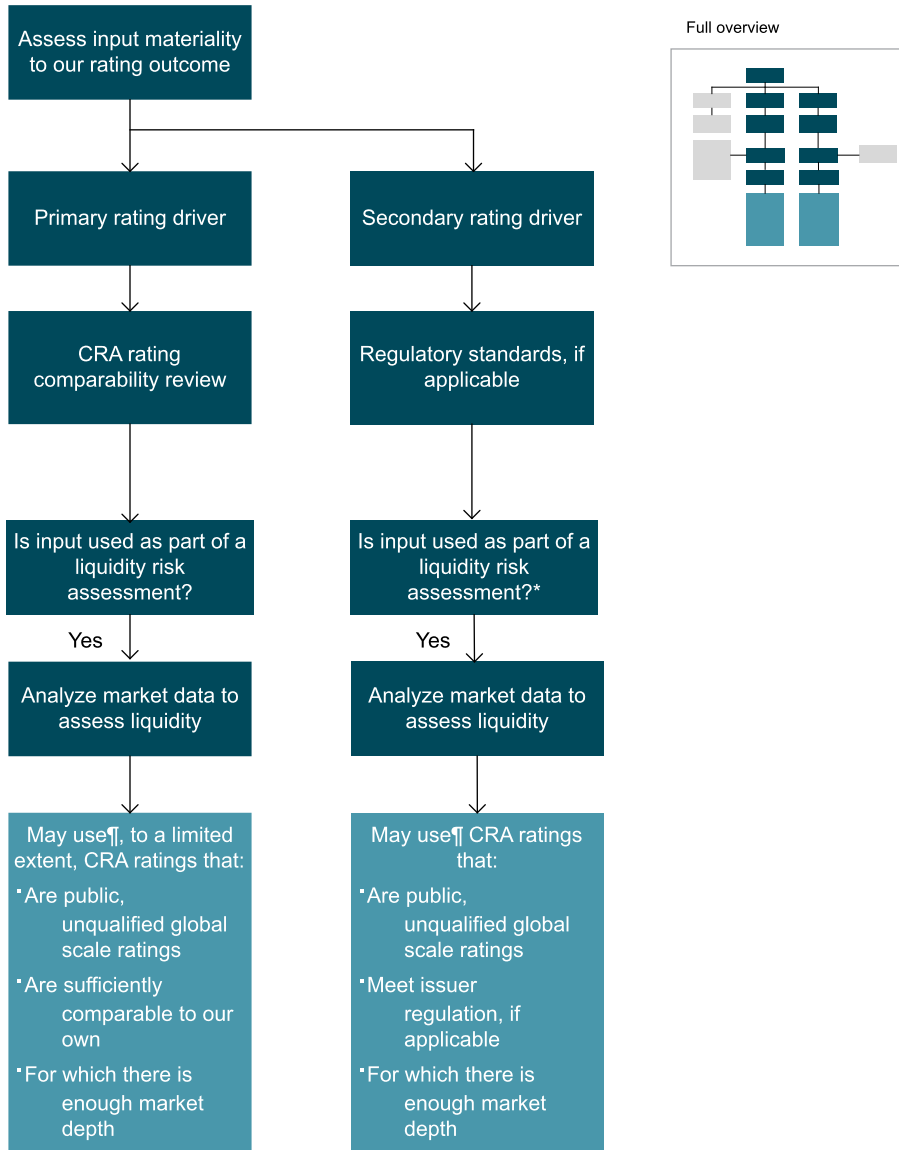 Assess input materiality
to our rating outcome
Full overview
Primary rating driver
Secondary rating driver
CRA rating
comparability review
Regulatory standards, if
applicable
Is input used as part of a
liquidity risk
assessment?
Is input used as part of a
liquidity risk
assessment?*
Yes
Yes
Analyze market data to
assess liquidity
Analyze market data to
assess liquidity
May use¶, to a limited
extent, CRA ratings that:
▪Are public,
unqualified global
scale ratings
▪Are sufficiently
comparable to our
own
▪For which there is
enough market
depth
May use¶ CRA ratings
that:
▪Are public,
unqualified global
scale ratings
▪Meet issuer
regulation, if
applicable
▪For which there is
enough market
depth